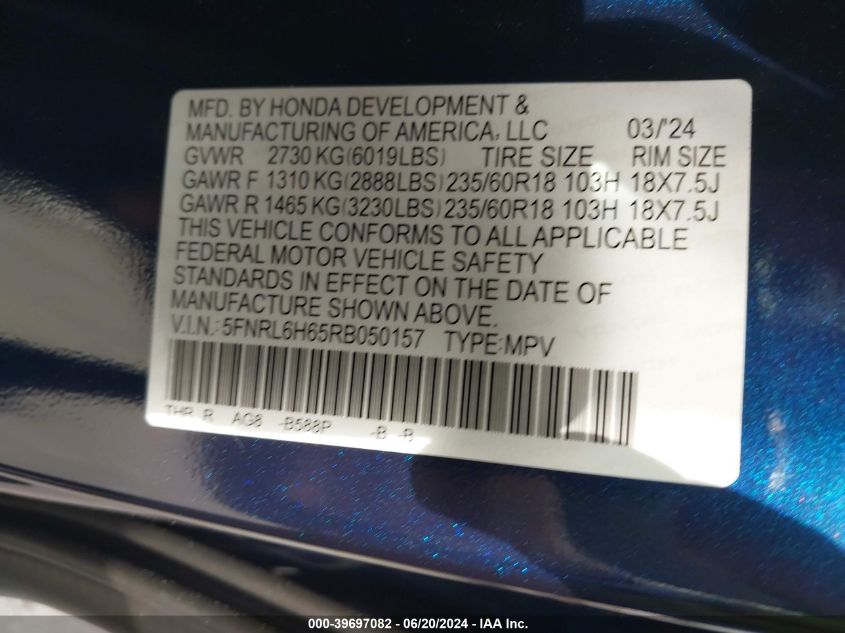 MFD. BY HONDA DEVELOPMENT &
MANUFACTURING OF AMERICA, LLC 03/'24
GVWR 2730 KG(6019LBS) TIRE SIZE RIM SIZE
GAWR F 1310 KG(2888LBS) 235/60R18 103H 18X7.5J
GAWR R 1465 KG(3230LBS) 235/60R18 103H 18X7.5J
THIS VEHICLE CONFORMS TO ALL APPLICABLE
FEDERAL MOTOR VEHICLE SAFETY
STANDARDS IN EFFECT ON THE DATE OF
MANUFACTURE SHOWN ABOVE.
V.I.N.: 5FNRL6H65RB050157 TYPE:MPV
THR R AG8 -B588P -B -B
000-39697082 - 06/20/2024 - IAA Inc.